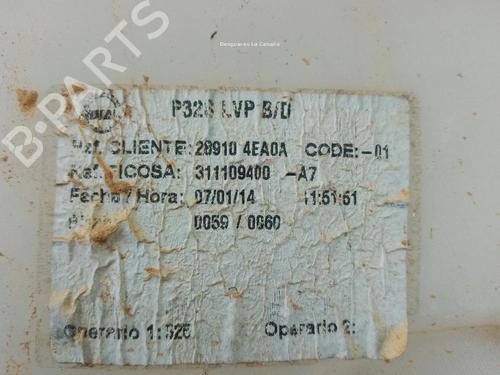 Desguaces La Cabaña
B-PARTS
P32S LVP B/D
Ref. CLIENTE: 28910 4EA0A CODE:-01
Ref. FICOSA: 311109400 -A7
Fecha / Hora: 07/01/14 11:51:51
0059 / 0060
Operario 1: 326 Operario 2: